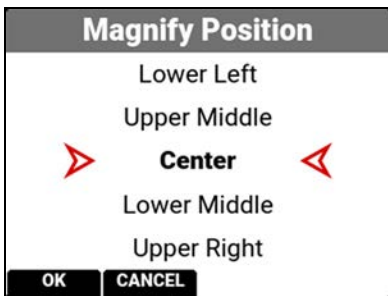 Magnify Position
Lower Left
Upper Middle
Center
Lower Middle
Upper Right
OK CANCEL